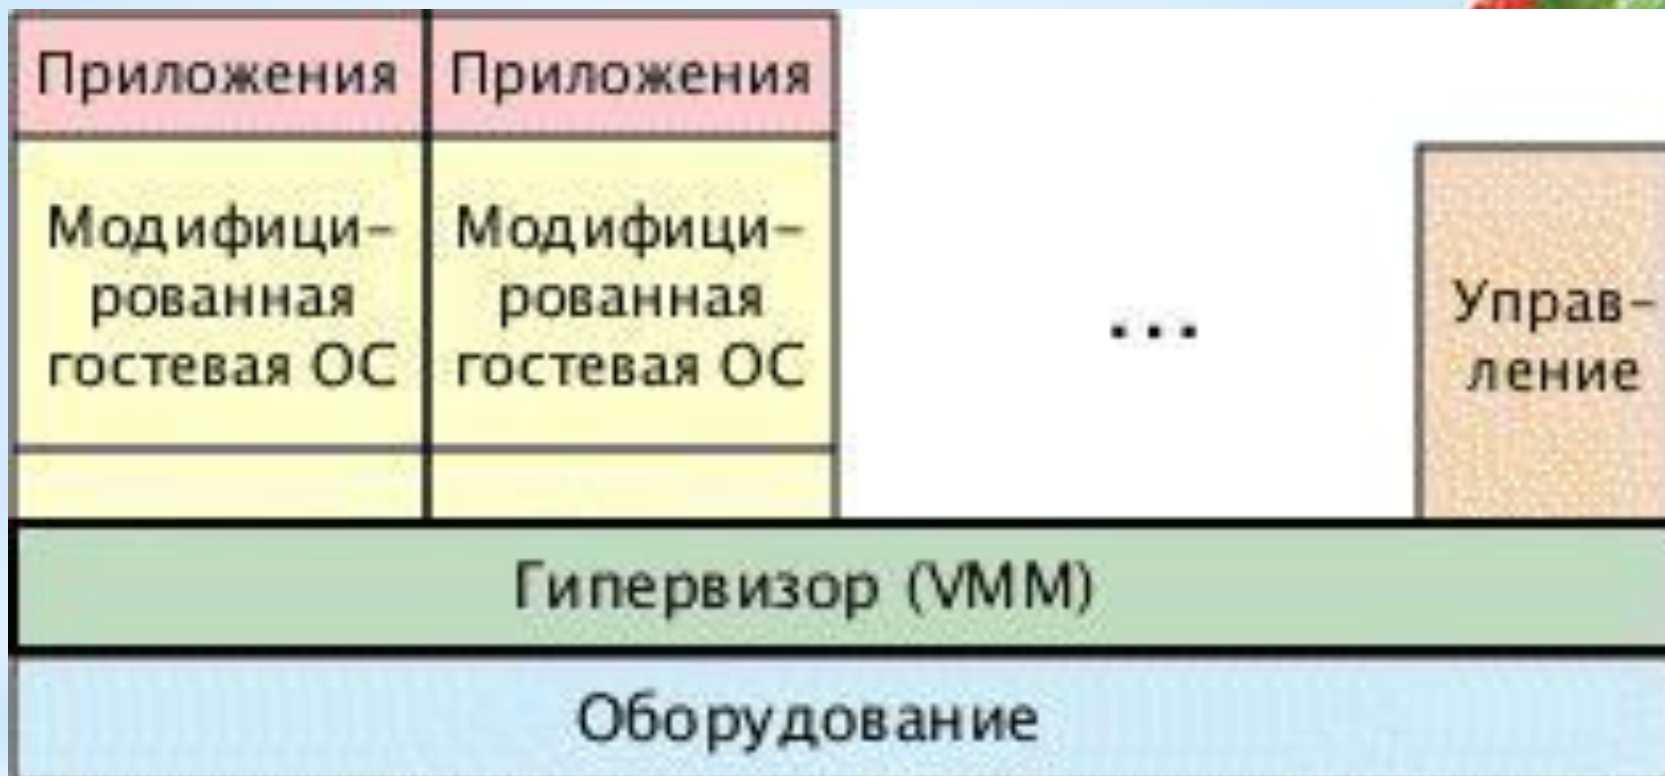 Приложения
Приложения
Модифици-
рованная
гостевая ОС
Модифици-
рованная
гостевая ОС
...
Управ-
ление
Гипервизор (VMM)
Оборудование